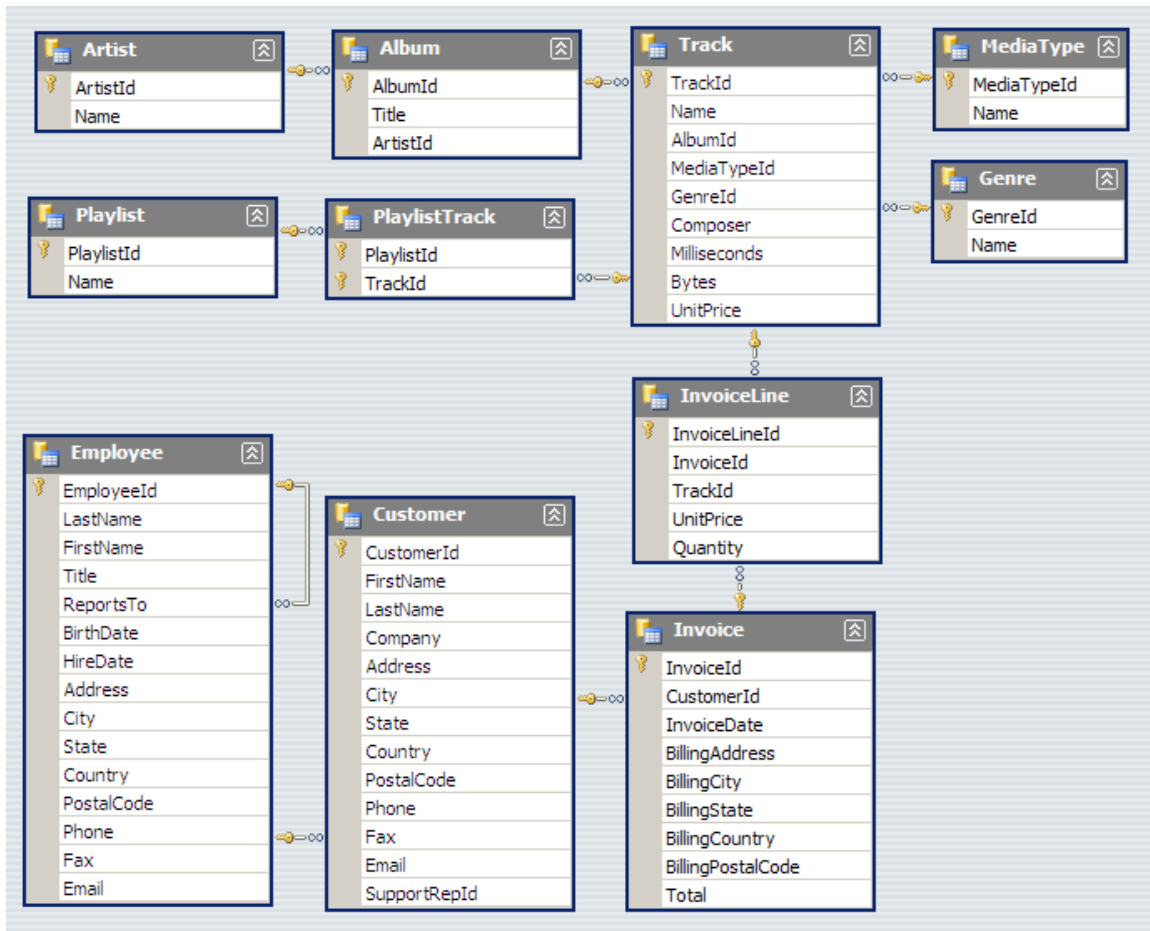 Artist
ArtistId
Name
Album
AlbumId
Title
ArtistId
Track
TrackId
Name
AlbumId
MediaTypeId
GenreId
Composer
Milliseconds
Bytes
UnitPrice
MediaType
MediaTypeId
Name
Genre
GenreId
Name
Playlist
PlaylistId
Name
PlaylistTrack
PlaylistId
TrackId
InvoiceLine
InvoiceLineId
InvoiceId
TrackId
UnitPrice
Quantity
Employee
EmployeeId
LastName
FirstName
Title
ReportsTo
BirthDate
HireDate
Address
City
State
Country
PostalCode
Phone
Fax
Email
Customer
CustomerId
FirstName
LastName
Company
Address
City
State
Country
PostalCode
Phone
Fax
Email
SupportRepId
Invoice
InvoiceId
CustomerId
InvoiceDate
BillingAddress
BillingCity
BillingState
BillingCountry
BillingPostalCode
Total